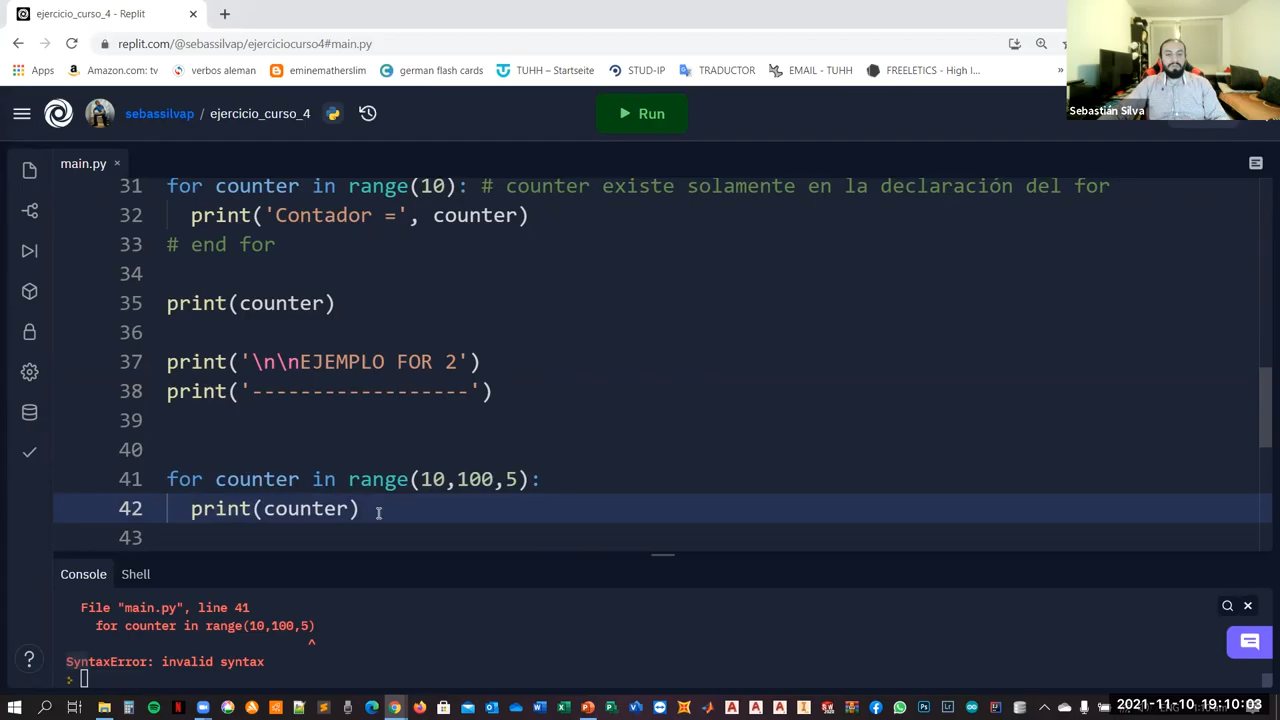 ejercicio_curso_4 - Replit
replit.com/@sebassilvap/ejerciciocurso4#main.py
Apps Amazon.com: tv verbos aleman eminematherslim german flash cards TUHH – Startseite STUD-IP TRADUCTOR EMAIL - TUHH FREELETICS - High I...
Sebastián Silva
sebassilvap / ejercicio_curso_4
Run
main.py
31 for counter in range(10): # counter existe solamente en la declaración del for
32 print('Contador =', counter)
33 # end for
34
35 print(counter)
36
37 print('\n\nEJEMPLO FOR 2')
38 print('------------------')
39
40
41 for counter in range(10,100,5):
42 print(counter)
43
Console Shell
File "main.py", line 41
for counter in range(10,100,5)
^
SyntaxError: invalid syntax
2021-11-10 19:10:03